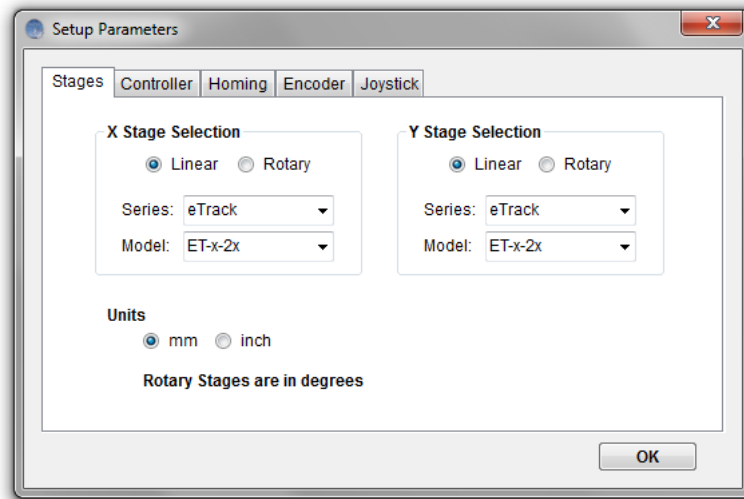 Setup Parameters
Stages Controller Homing Encoder Joystick
X Stage Selection
Linear Rotary
Series: eTrack
Model: ET-x-2x
Y Stage Selection
Linear Rotary
Series: eTrack
Model: ET-x-2x
Units
mm inch
Rotary Stages are in degrees
OK